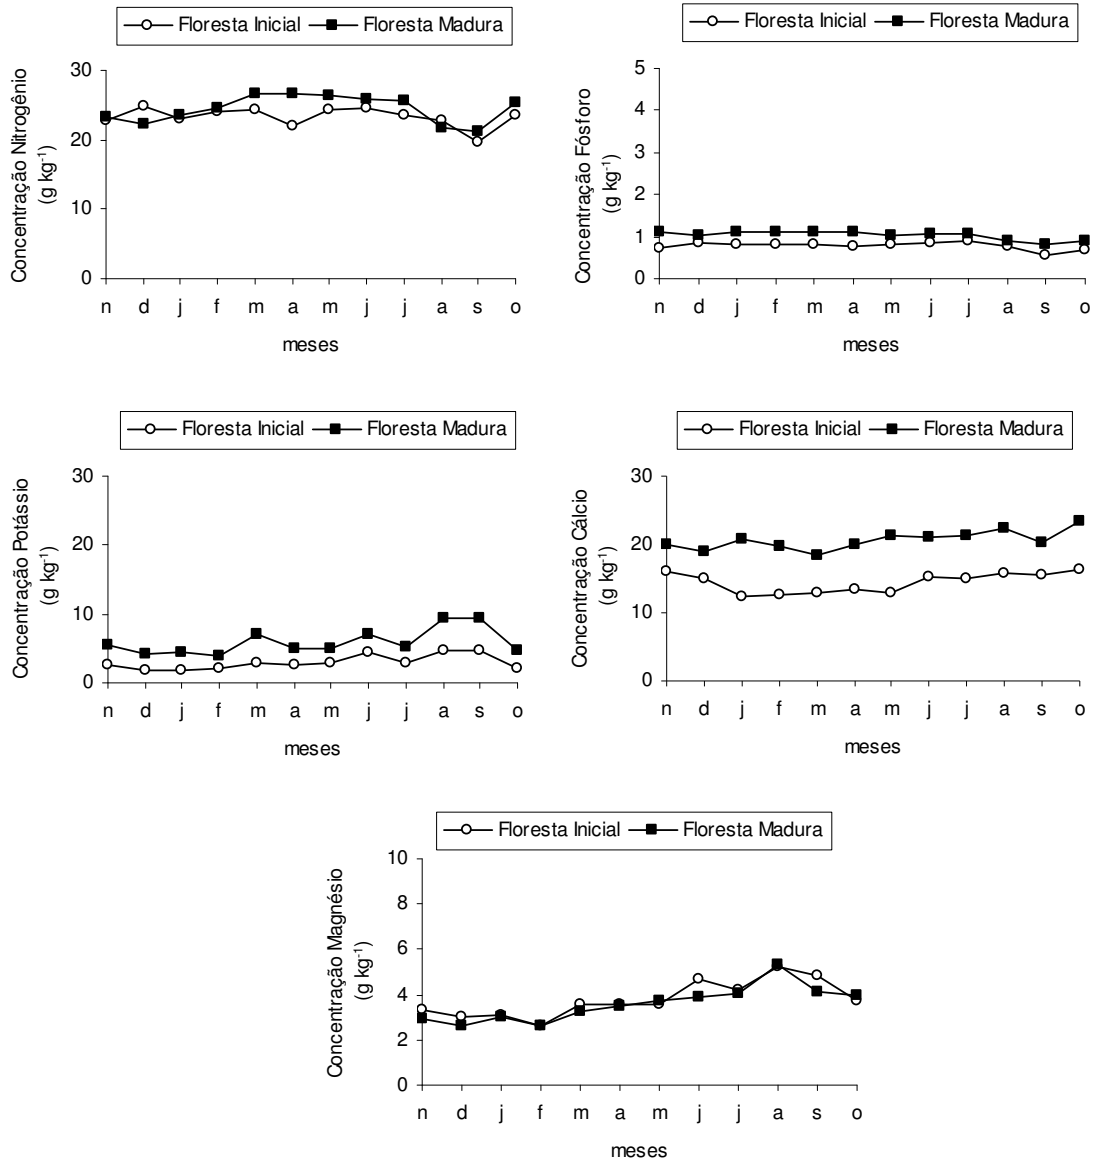 Floresta Inicial Floresta Madura
Concentração Nitrogênio
(g kg-1)
30
20
10
0
n d j f m a m j j a s o
meses
Floresta Inicial Floresta Madura
Concentração Fósforo
(g kg-1)
5
4
3
2
1
0
n d j f m a m j j a s o
meses
Floresta Inicial Floresta Madura
Concentração Potássio
(g kg-1)
30
20
10
0
n d j f m a m j j a s o
meses
Floresta Inicial Floresta Madura
Concentração Cálcio
(g kg-1)
30
20
10
0
n d j f m a m j j a s o
meses
Floresta Inicial Floresta Madura
Concentração Magnésio
(g kg-1)
10
8
6
4
2
0
n d j f m a m j j a s o
meses